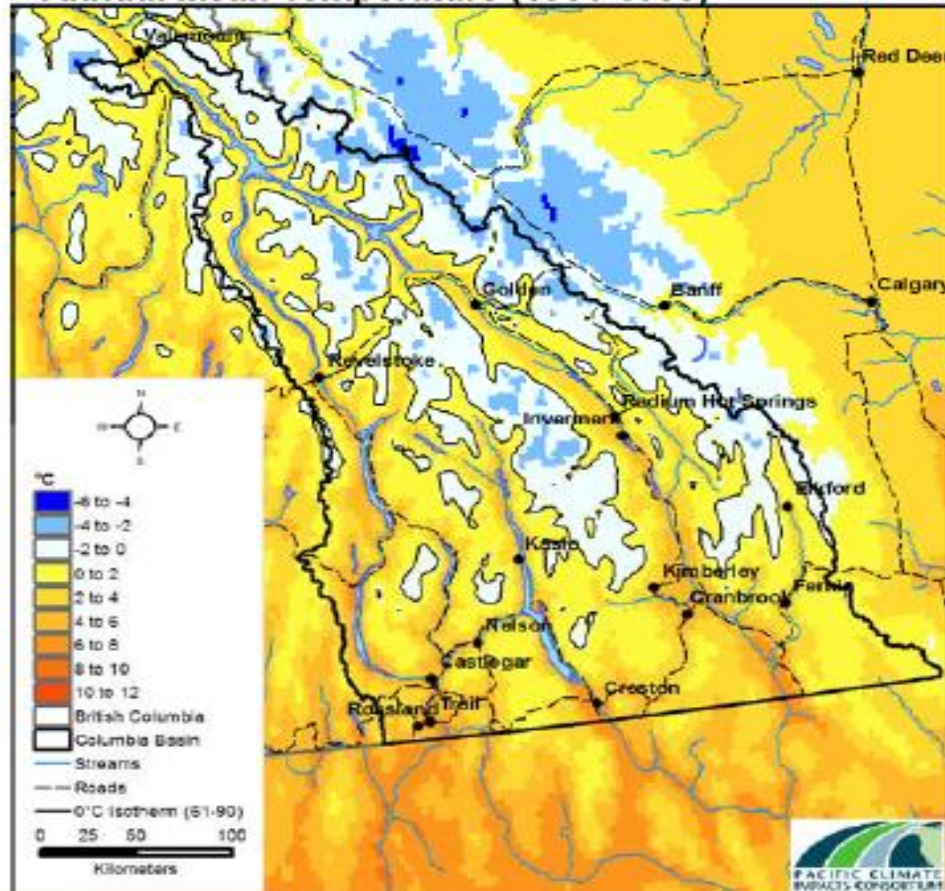 Valemount
Red Deer
Golden
Banff
Calgary
Revelstoke
Radium Hot Springs
Invermere
Elkford
Kaslo
Kimberley
Cranbrook
Fernie
Nelson
Castlegar
Creston
Rossland
Trail
N
W
E
S
°C
-6 to -4
-4 to -2
-2 to 0
0 to 2
2 to 4
4 to 6
6 to 8
8 to 10
10 to 12
British Columbia
Columbia Basin
Streams
Roads
0°C Isotherm (61-90)
0 25 50 100
Kilometers
PACIFIC CLIMATE
IMPACTS CONSORTIUM